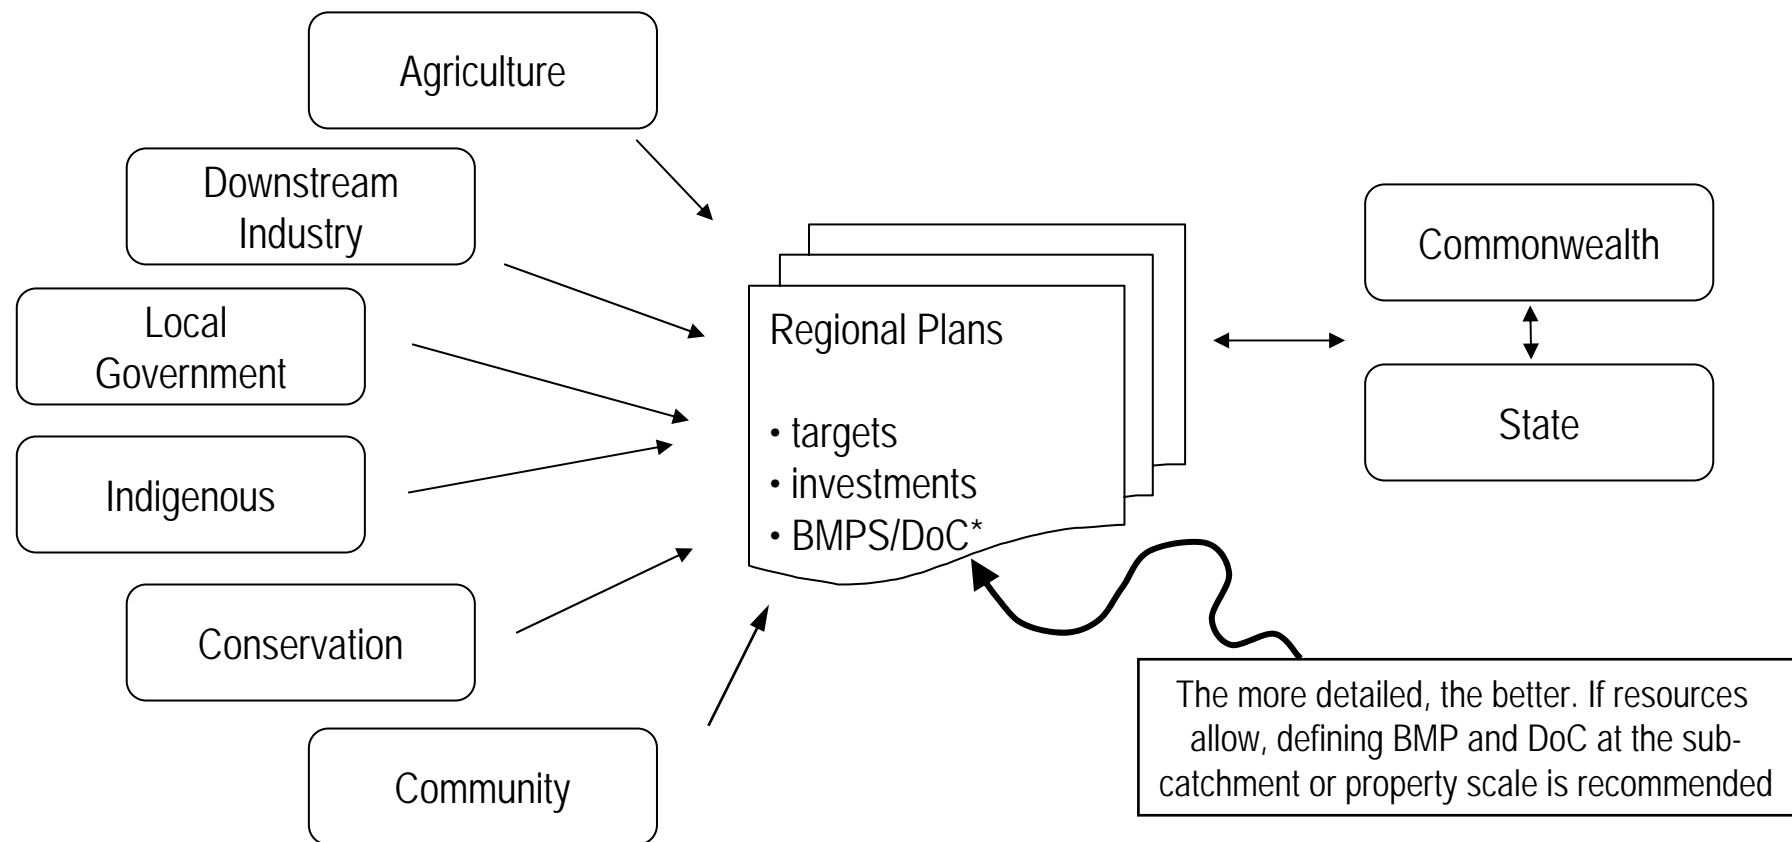 Agriculture
Downstream
Industry
Local
Government
Indigenous
Conservation
Community
Regional Plans
• targets
• investments
• BMPS/DoC*
Commonwealth
State
The more detailed, the better. If resources
allow, defining BMP and DoC at the sub-
catchment or property scale is recommended